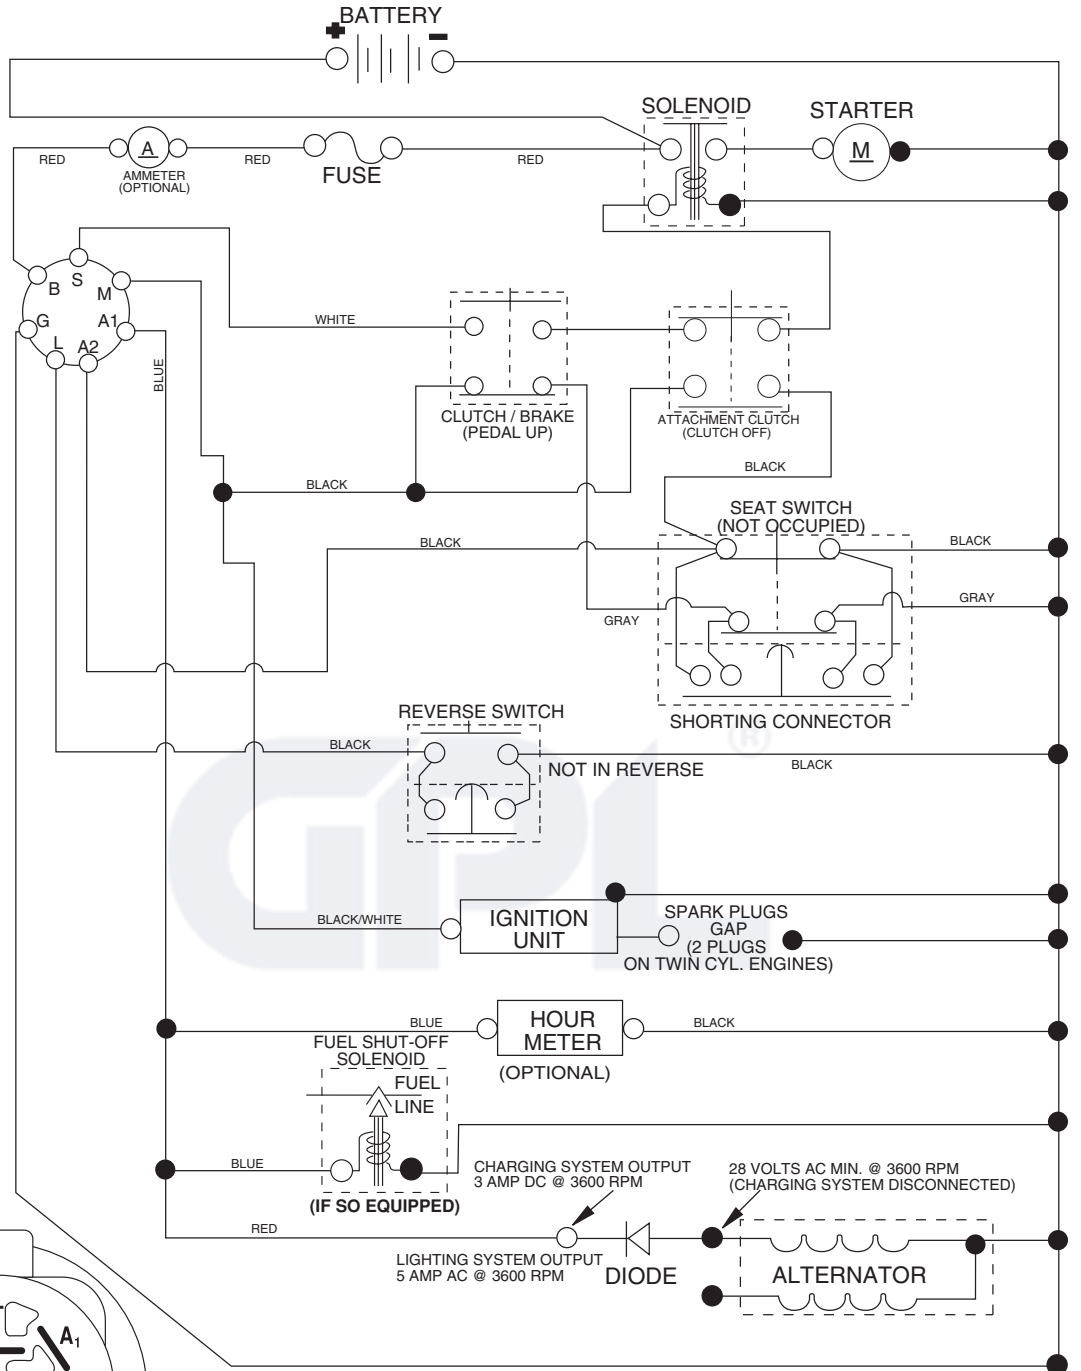 BATTERY
+
−
SOLENOID
STARTER
A
M
RED
RED
RED
AMMETER
(OPTIONAL)
FUSE
B
S
M
G
A1
L
A2
WHITE
BLUE
CLUTCH / BRAKE
(PEDAL UP)
ATTACHMENT CLUTCH
(CLUTCH OFF)
BLACK
BLACK
SEAT SWITCH
(NOT OCCUPIED)
BLACK
BLACK
GRAY
GRAY
SHORTING CONNECTOR
REVERSE SWITCH
BLACK
NOT IN REVERSE
BLACK
GPL®
BLACK/WHITE
IGNITION
UNIT
SPARK PLUGS
GAP
(2 PLUGS
ON TWIN CYL. ENGINES)
BLUE
HOUR
METER
BLACK
(OPTIONAL)
FUEL SHUT-OFF
SOLENOID
FUEL
LINE
BLUE
(IF SO EQUIPPED)
CHARGING SYSTEM OUTPUT
3 AMP DC @ 3600 RPM
28 VOLTS AC MIN. @ 3600 RPM
(CHARGING SYSTEM DISCONNECTED)
RED
LIGHTING SYSTEM OUTPUT
5 AMP AC @ 3600 RPM
DIODE
ALTERNATOR
A1